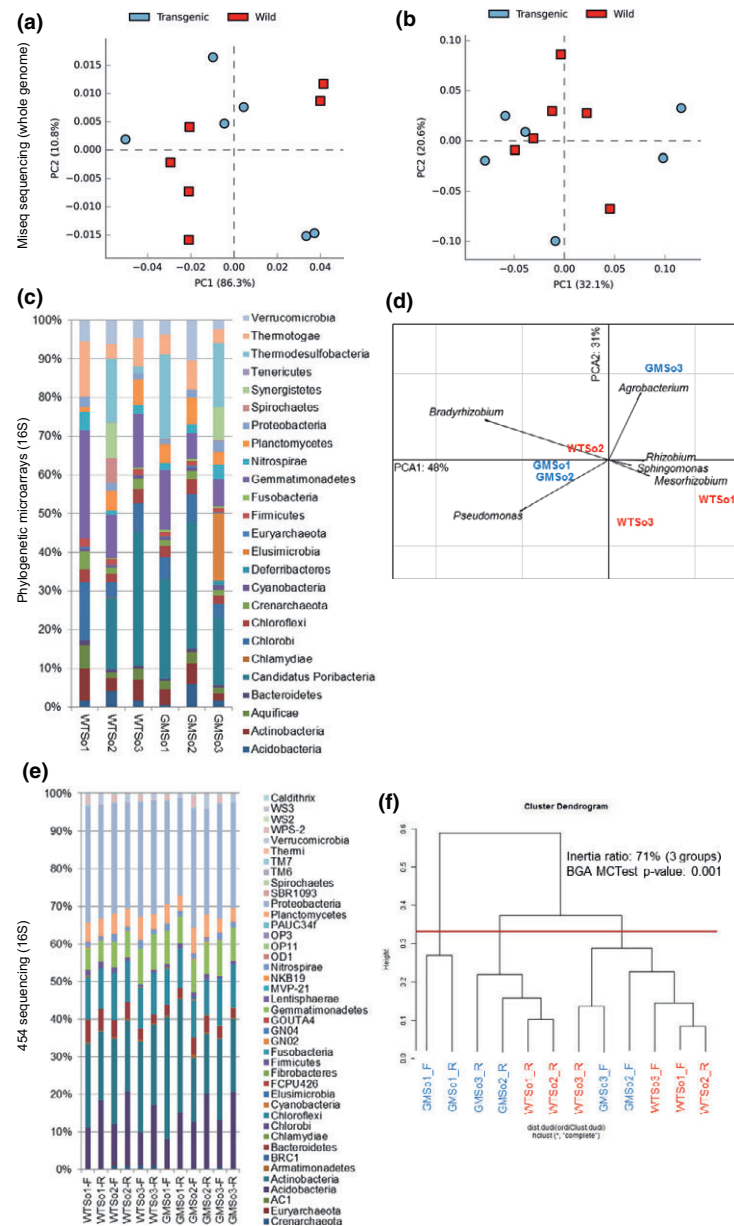 (a)
Transgenic Wild
0.015
0.010
0.005
0.000
−0.005
−0.010
−0.015
−0.04 −0.02 0.00 0.02 0.04
PC1 (86.3%)
PC2 (10.8%)
Miseq sequencing (whole genome)
(b)
Transgenic Wild
0.10
0.05
0.00
−0.05
−0.10
−0.05 0.00 0.05 0.10
PC1 (32.1%)
PC2 (20.6%)
(c)
Phylogenetic microarrays (16S)
100%
90%
80%
70%
60%
50%
40%
30%
20%
10%
0%
WTSo1
WTSo2
WTSo3
GMSo1
GMSo2
GMSo3
Verrucomicrobia
Thermotogae
Thermodesulfobacteria
Tenericutes
Synergistetes
Spirochaetes
Proteobacteria
Planctomycetes
Nitrospirae
Gemmatimonadetes
Fusobacteria
Firmicutes
Euryarchaeota
Elusimicrobia
Deferribacteres
Cyanobacteria
Crenarchaeota
Chloroflexi
Chlorobi
Chlamydiae
Candidatus Poribacteria
Bacteroidetes
Aquificae
Actinobacteria
Acidobacteria
(d)
PCA2: 31%
GMSo3
Agrobacterium
Bradyrhizobium
WTSo2
PCA1: 48%
GMSo1
GMSo2
Rhizobium
Sphingomonas
Mesorhizobium
WTSo1
Pseudomonas
WTSo3
(e)
454 sequencing (16S)
100%
90%
80%
70%
60%
50%
40%
30%
20%
10%
0%
WTSo1-F
WTSo1-R
WTSo2-F
WTSo2-R
WTSo3-F
WTSo3-R
GMSo1-F
GMSo1-R
GMSo2-F
GMSo2-R
GMSo3-F
GMSo3-R
Caldithrix
WS3
WS2
WPS-2
Verrucomicrobia
Thermi
TM7
TM6
Spirochaetes
SBR1093
Proteobacteria
Planctomycetes
PAUC34f
OP3
OP11
OD1
Nitrospirae
NKB19
MVP-21
Lentisphaerae
Gemmatimonadetes
GOUTA4
GN04
GN02
Fusobacteria
Firmicutes
Fibrobacteres
FCPU426
Elusimicrobia
Cyanobacteria
Chloroflexi
Chlorobi
Chlamydiae
Bacteroidetes
BRC1
Armatimonadetes
Actinobacteria
Acidobacteria
AC1
Euryarchaeota
Crenarchaeota
(f)
Cluster Dendrogram
Inertia ratio: 71% (3 groups)
BGA MCTest p-value. 0.001
Height
0.6
0.5
0.4
0.3
0.2
0.1
0.0
GMSo1_F
GMSc1_R
GMSo3_R
GMSo2_R
WTSo1_R
WTSo2_R
WTSo3_R
GMSo3_F
GMSo2_F
WTSo3_F
WTSo1_F
WTSo2_R
dist.dudi(ord/Clust.dudi)
hclust (*, "complete")